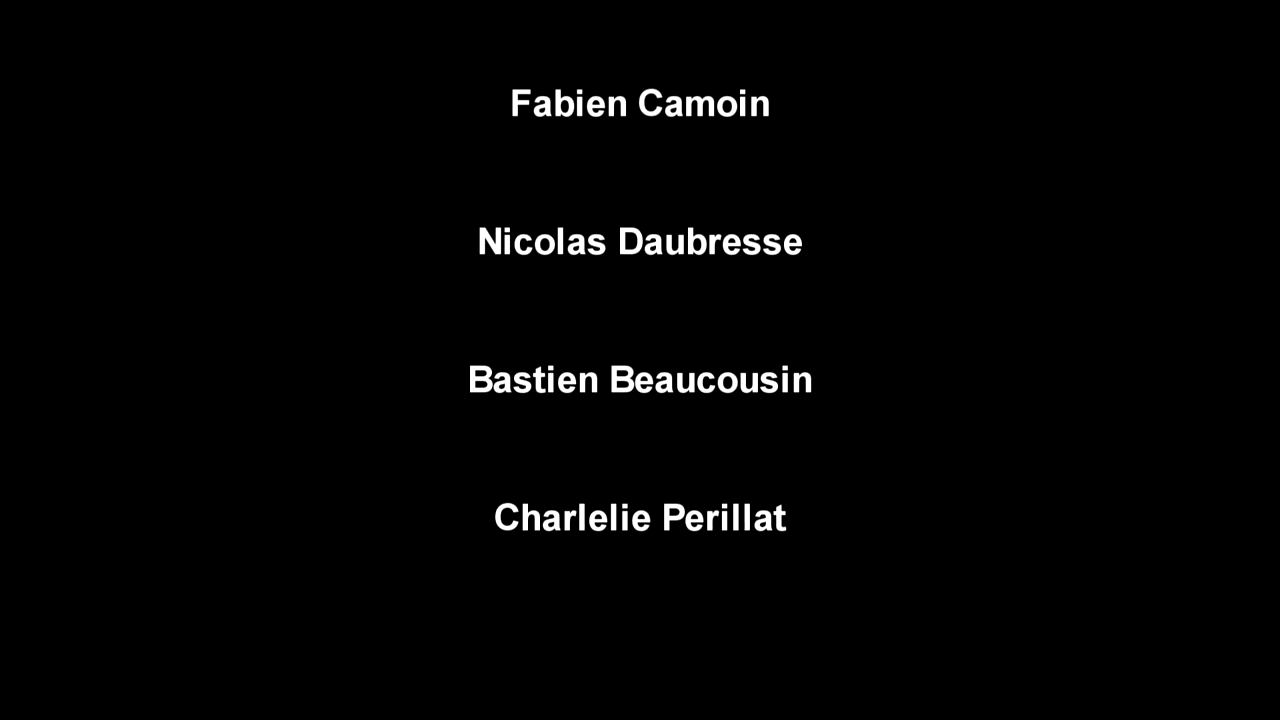 Fabien Camoin
Nicolas Daubresse
Bastien Beaucousin
Charlelie Perillat